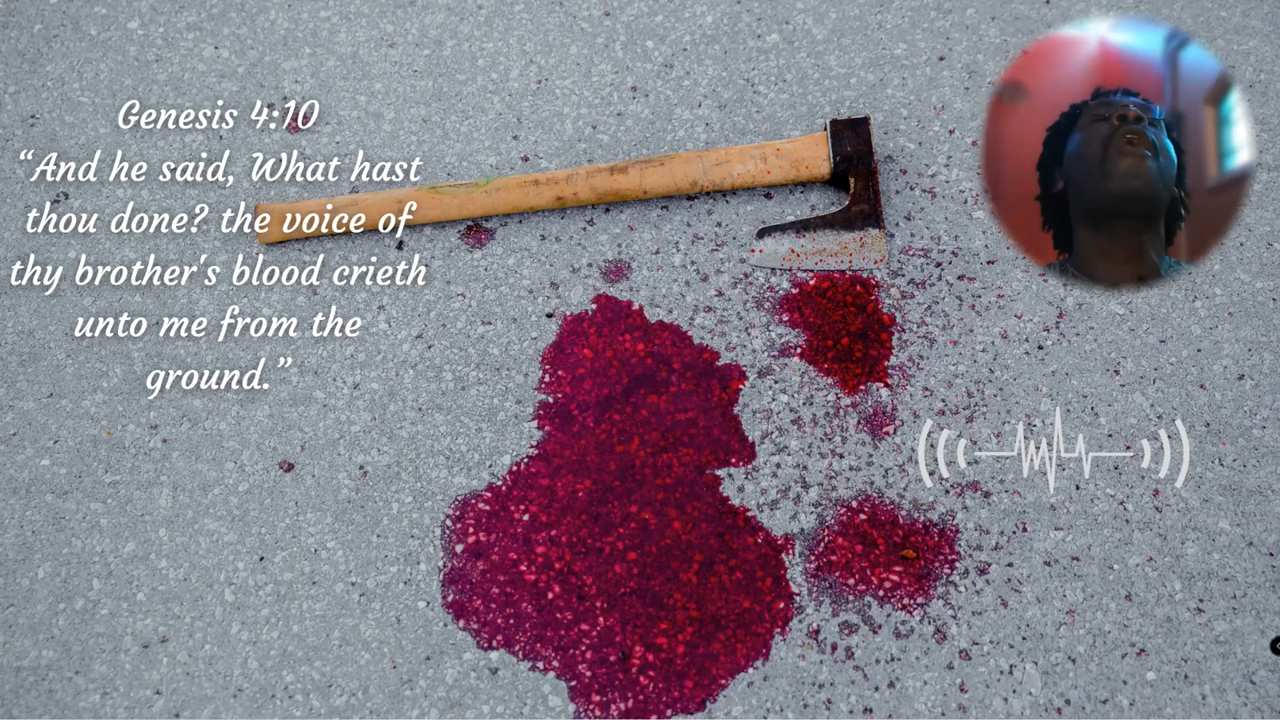 Genesis 4:10
“And he said, What hast
thou done? the voice of
thy brother's blood crieth
unto me from the
ground.”